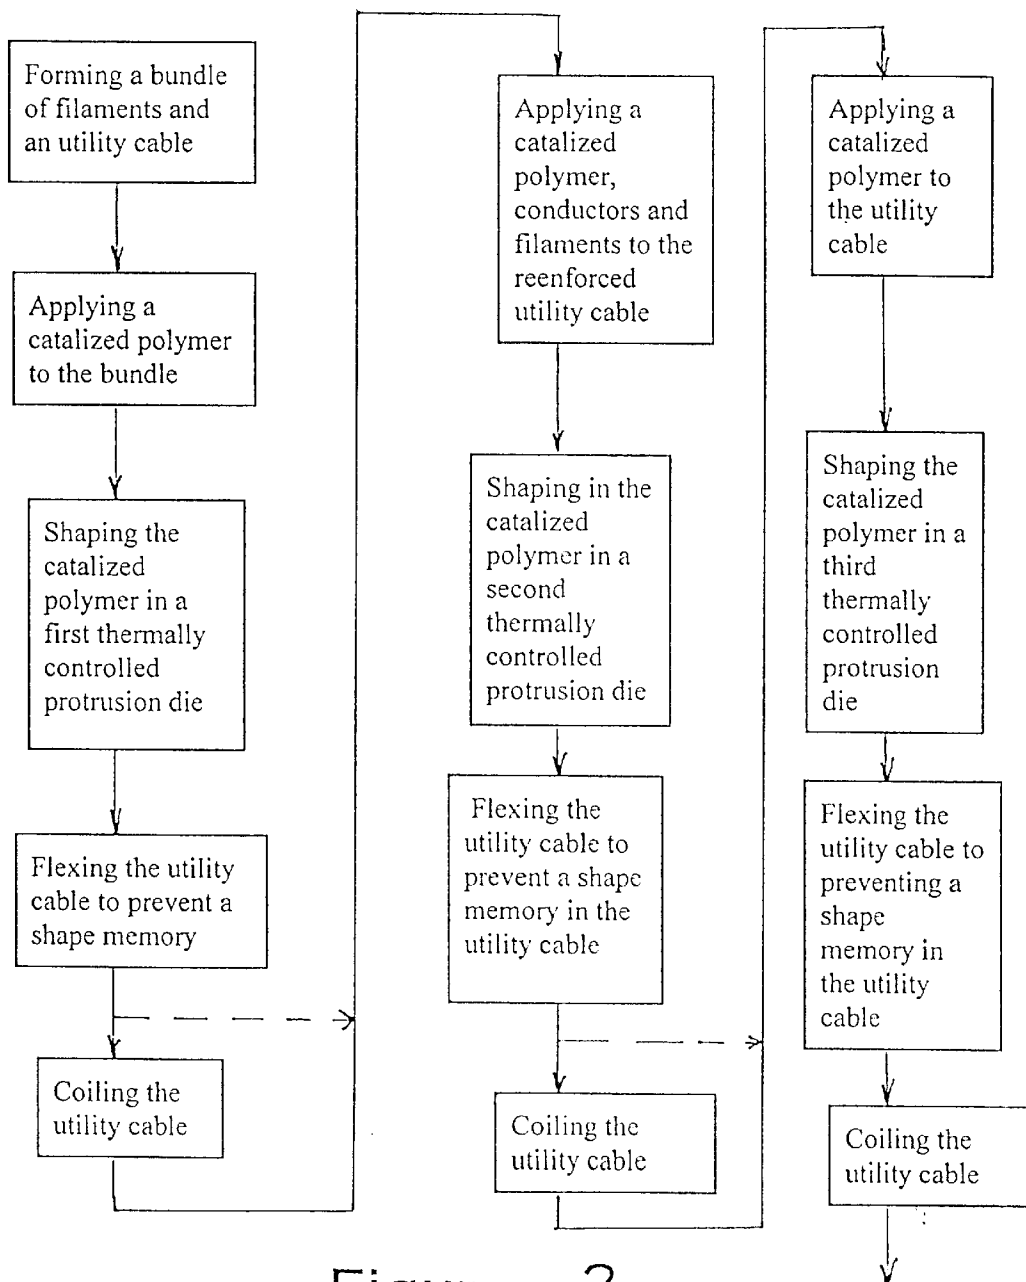 Forming a bundle
of filaments and
an utility cable
Applying a
catalized polymer
to the bundle
Shaping the
catalized
polymer in a
first thermally
controlled
protrusion die
Flexing the utility
cable to prevent a
shape memory
Coiling the
utility cable
Applying a
catalized
polymer,
conductors and
filaments to the
reenforced
utility cable
Shaping in the
catalized
polymer in a
second
thermally
controlled
protrusion die
Flexing the
utility cable to
prevent a shape
memory in the
utility cable
Coiling the
utility cable
Applying a
catalized
polymer to
the utility
cable
Shaping the
catalized
polymer in a
third
thermally
controlled
protrusion
die
Flexing the
utility cable to
preventing a
shape
memory in
the utility
cable
Coiling the
utility cable